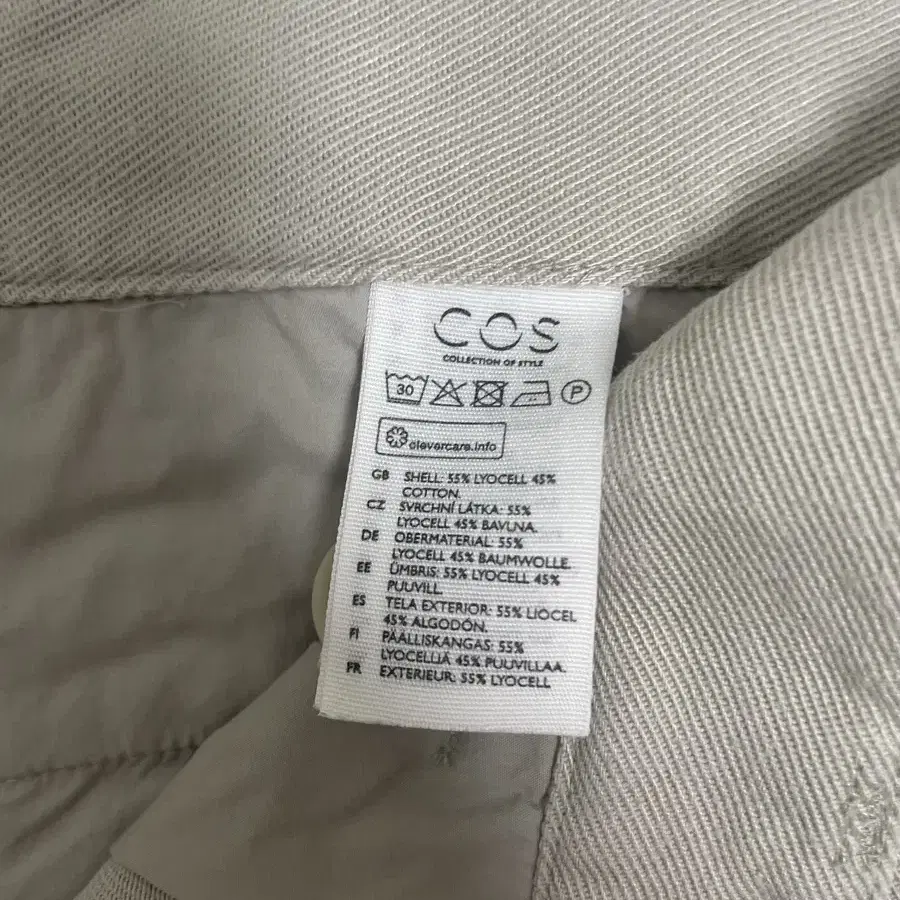 COS
COLLECTION OF STYLE
30 P
clevercare.info
GB SHELL: 55% LYOCELL 45%
COTTON.
CZ SVRCHNÍ LÁTKA: 55%
LYOCELL 45% BAVLNA.
DE OBERMATERIAL: 55%
LYOCELL 45% BAUMWOLLE.
EE ÜMBRIS: 55% LYOCELL 45%
PUUVILL.
ES TELA EXTERIOR: 55% LIOCEL
45% ALGODÓN.
FI PÄÄLLISKANGAS: 55%
LYOCELLIÄ 45% PUUVILLAA.
FR EXTERIEUR: 55% LYOCELL